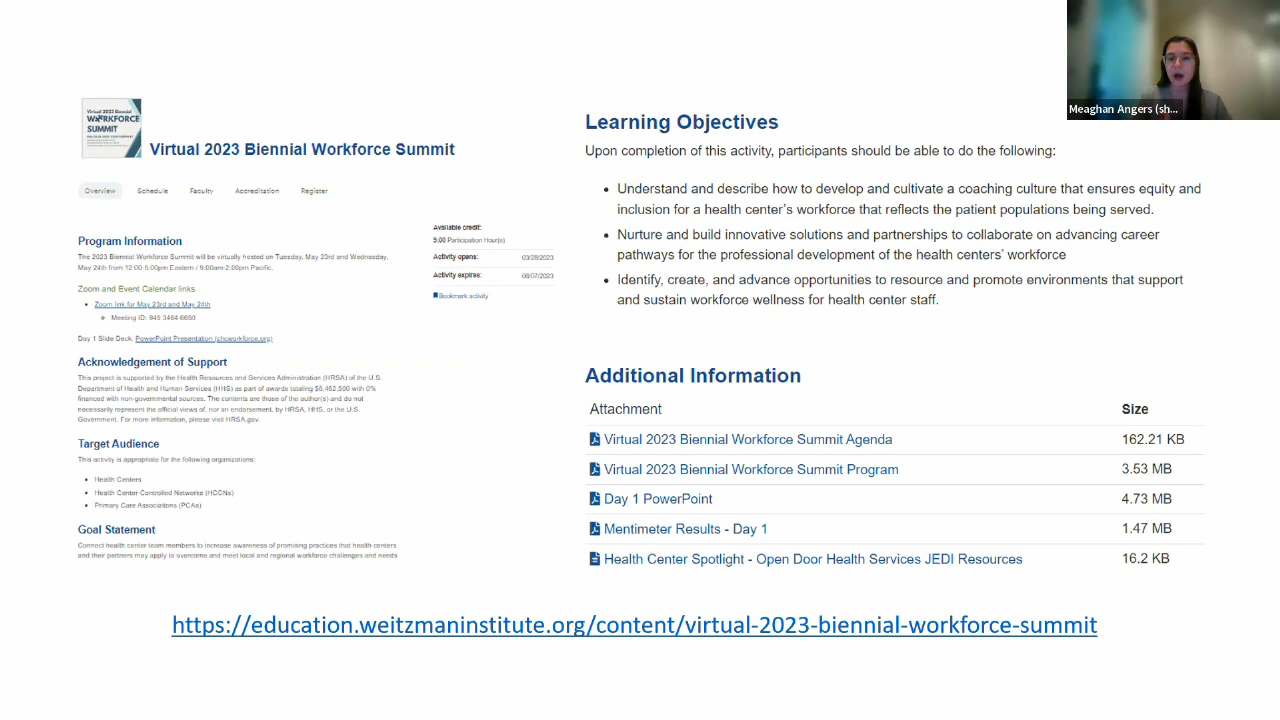 Meaghan Angers (sh...
Virtual 2023 Biennial
WORKFORCE
SUMMIT
Virtual 2023 Biennial Workforce Summit
Overview Schedule Faculty Accreditation Register
Program Information
The 2023 Biennial Workforce Summit will be virtually hosted on Tuesday, May 23rd and Wednesday,
May 24th from 12:00-5:00pm Eastern / 9:00am-2:00pm Pacific.
Zoom and Event Calendar links
Zoom link for May 23rd and May 24th
Meeting ID: 945 3464 6650
Day 1 Slide Deck: PowerPoint Presentation (chcworkforce.org)
Acknowledgement of Support
This project is supported by the Health Resources and Services Administration (HRSA) of the U.S.
Department of Health and Human Services (HHS) as part of awards totaling $8,462,500 with 0%
financed with non-governmental sources. The contents are those of the author(s) and do not
necessarily represent the official views of, nor an endorsement, by HRSA, HHS, or the U.S.
Government. For more information, please visit HRSA.gov.
Target Audience
This activity is appropriate for the following organizations:
Health Centers
Health Center Controlled Networks (HCCNs)
Primary Care Associations (PCAs)
Goal Statement
Connect health center team members to increase awareness of promising practices that health centers
and their partners may apply to overcome and meet local and regional workforce challenges and needs
Available credit:
5.00 Participation Hour(s)
Activity opens: 03/28/2023
Activity expires: 08/07/2023
Bookmark activity
Learning Objectives
Upon completion of this activity, participants should be able to do the following:
Understand and describe how to develop and cultivate a coaching culture that ensures equity and
inclusion for a health center's workforce that reflects the patient populations being served.
Nurture and build innovative solutions and partnerships to collaborate on advancing career
pathways for the professional development of the health centers' workforce
Identify, create, and advance opportunities to resource and promote environments that support
and sustain workforce wellness for health center staff.
Additional Information
Attachment Size
Virtual 2023 Biennial Workforce Summit Agenda 162.21 KB
Virtual 2023 Biennial Workforce Summit Program 3.53 MB
Day 1 PowerPoint 4.73 MB
Mentimeter Results - Day 1 1.47 MB
Health Center Spotlight - Open Door Health Services JEDI Resources 16.2 KB
https://education.weitzmaninstitute.org/content/virtual-2023-biennial-workforce-summit